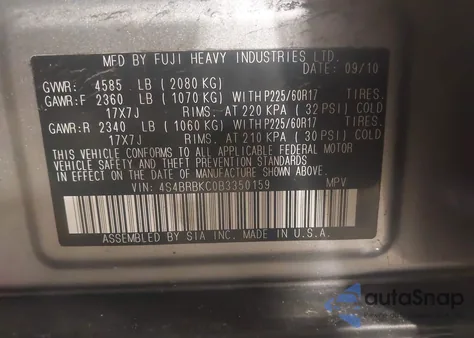 MFD BY FUJI HEAVY INDUSTRIES LTD.
DATE: 09/10
GVWR: 4585 LB ( 2080 KG)
GAWR:F 2360 LB ( 1070 KG) WITH P225/60R17 TIRES,
17X7J RIMS. AT 220 KPA ( 32 PSI) COLD
GAWR:R 2340 LB ( 1060 KG) WITH P225/60R17 TIRES,
17X7J RIMS. AT 210 KPA ( 30 PSI) COLD
THIS VEHICLE CONFORMS TO ALL APPLICABLE FEDERAL MOTOR
VEHICLE SAFETY AND THEFT PREVENTION STANDARDS
IN EFFECT ON THE DATE OF MANUFACTURE SHOWN ABOVE.
VIN: 4S4BRBKC0B3350159 MPV
ASSEMBLED BY SIA INC. MADE IN U.S.A.
autoSnap